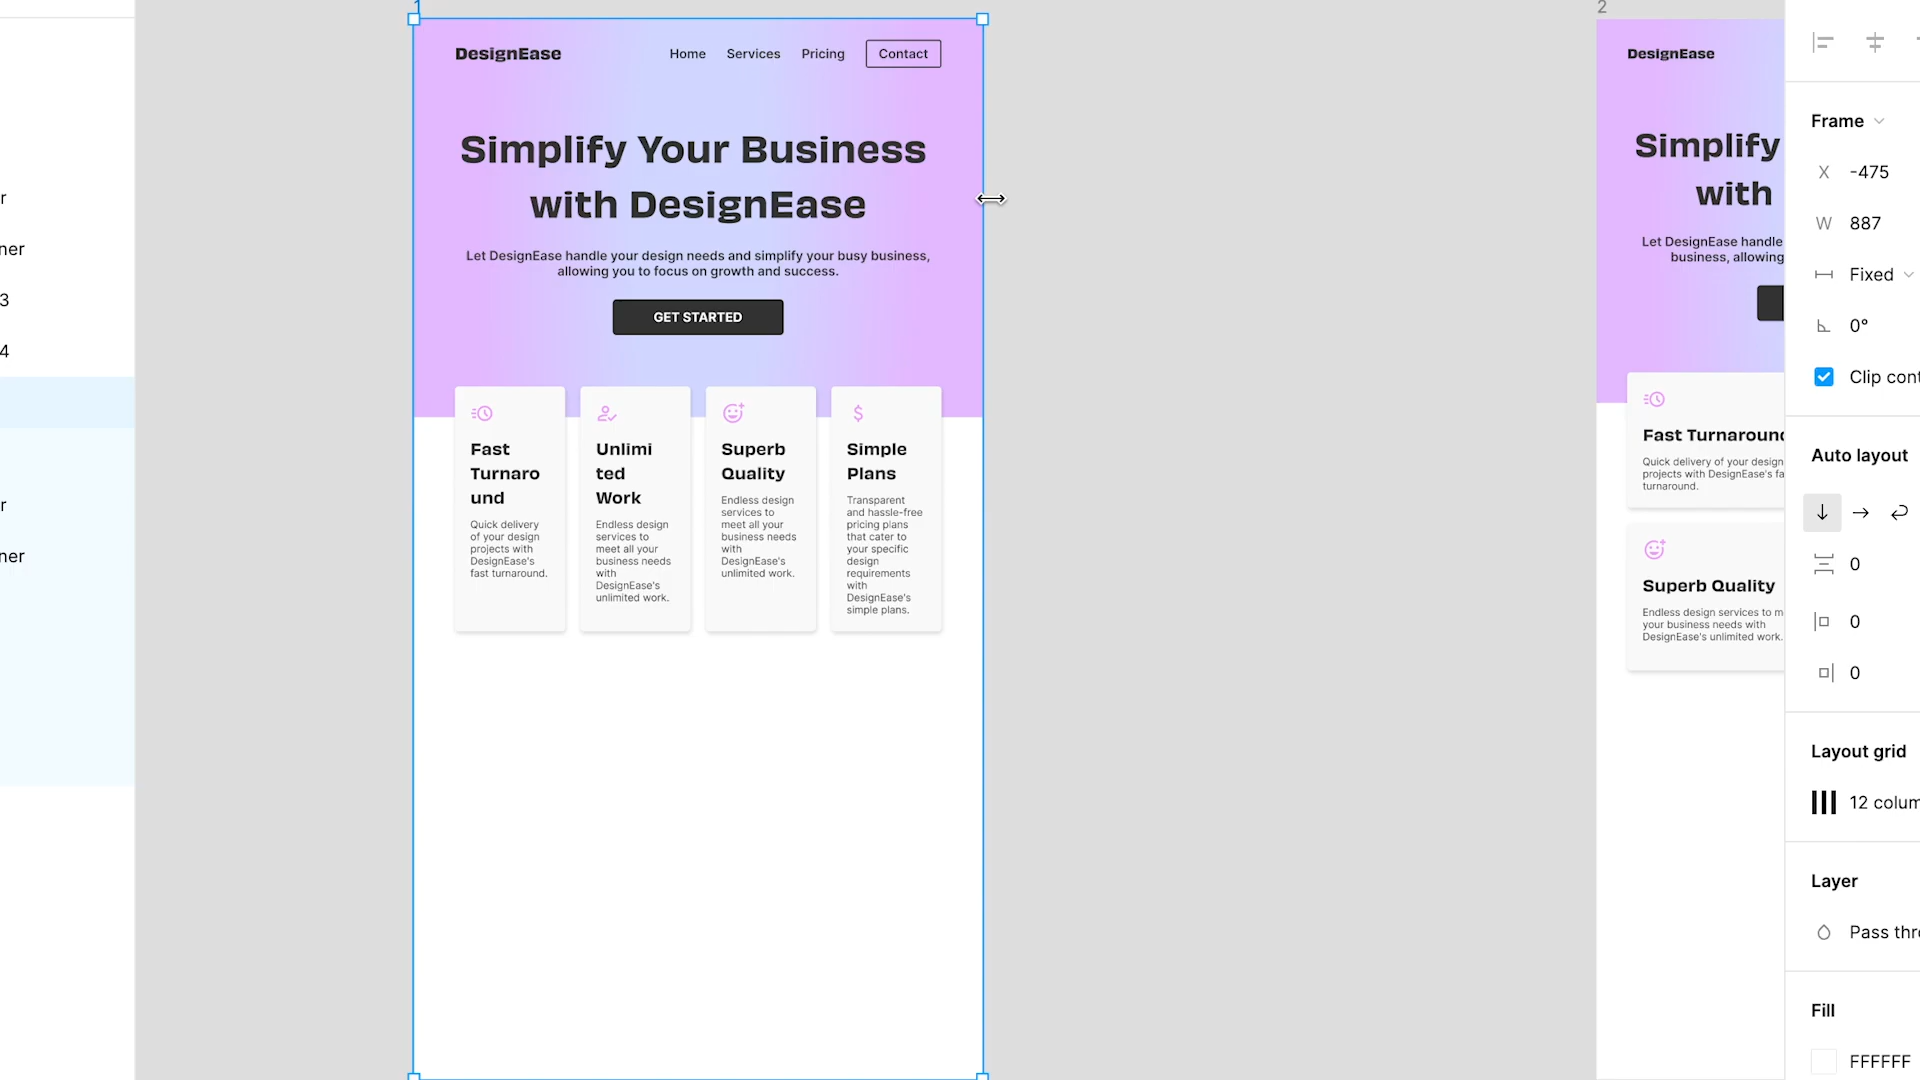 1
DesignEase
Home Services Pricing Contact
Simplify Your Business
with DesignEase
Let DesignEase handle your design needs and simplify your busy business,
allowing you to focus on growth and success.
GET STARTED
Fast
Turnaro
und
Quick delivery
of your design
projects with
DesignEase's
fast turnaround.
Unlimi
ted
Work
Endless design
services to
meet all your
business needs
with
DesignEase's
unlimited work.
Superb
Quality
Endless design
services to
meet all your
business needs
with
DesignEase's
unlimited work.
Simple
Plans
Transparent
and hassle-free
pricing plans
that cater to
your specific
design
requirements
with
DesignEase's
simple plans.
r
ner
3
4
r
ner
2
DesignEase
Simplify
with
Let DesignEase handle
business, allowing
Fast Turnaround
Quick delivery of your design
projects with DesignEase's fa
turnaround.
Superb Quality
Endless design services to m
your business needs with
DesignEase's unlimited work.
Frame
X -475
W 887
Fixed
0°
Clip cont
Auto layout
0
0
0
Layout grid
12 colum
Layer
Pass thro
Fill
FFFFFF